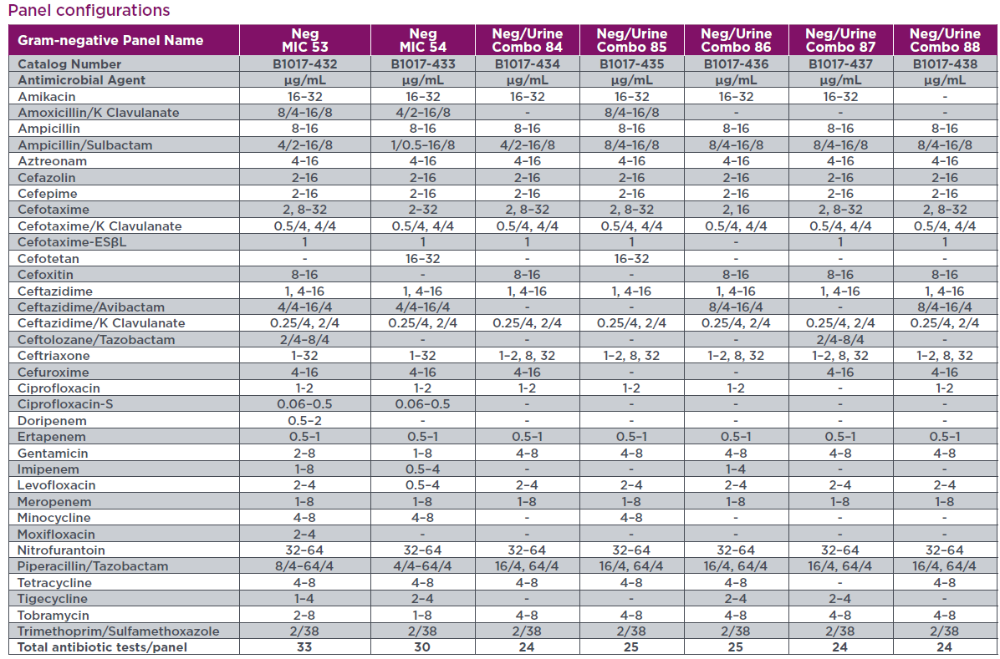 Panel configurations
Gram-negative Panel Name Neg MIC 53 Neg MIC 54 Neg/Urine Combo 84 Neg/Urine Combo 85 Neg/Urine Combo 86 Neg/Urine Combo 87 Neg/Urine Combo 88
Catalog Number B1017-432 B1017-433 B1017-434 B1017-435 B1017-436 B1017-437 B1017-438
Antimicrobial Agent µg/mL µg/mL µg/mL µg/mL µg/mL µg/mL µg/mL
Amikacin 16–32 16–32 16–32 16–32 16–32 16–32 -
Amoxicillin/K Clavulanate 8/4–16/8 4/2–16/8 - 8/4–16/8 - - -
Ampicillin 8–16 8–16 8–16 8–16 8–16 8–16 8–16
Ampicillin/Sulbactam 4/2–16/8 1/0.5–16/8 4/2–16/8 8/4–16/8 8/4–16/8 8/4–16/8 8/4–16/8
Aztreonam 4–16 4–16 4–16 4–16 4–16 4–16 4–16
Cefazolin 2–16 2–16 2–16 2–16 2–16 2–16 2–16
Cefepime 2–16 2–16 2–16 2–16 2–16 2–16 2–16
Cefotaxime 2, 8–32 2–32 2, 8–32 2, 8–32 2, 16 2, 8–32 2, 8–32
Cefotaxime/K Clavulanate 0.5/4, 4/4 0.5/4, 4/4 0.5/4, 4/4 0.5/4, 4/4 0.5/4, 4/4 0.5/4, 4/4 0.5/4, 4/4
Cefotaxime-ESβL 1 1 1 1 - 1 1
Cefotetan - 16–32 - 16–32 - - -
Cefoxitin 8–16 - 8–16 - 8–16 8–16 8–16
Ceftazidime 1, 4–16 1, 4–16 1, 4–16 1, 4–16 1, 4–16 1, 4–16 1, 4–16
Ceftazidime/Avibactam 4/4–16/4 4/4–16/4 - - 8/4–16/4 - 8/4–16/4
Ceftazidime/K Clavulanate 0.25/4, 2/4 0.25/4, 2/4 0.25/4, 2/4 0.25/4, 2/4 0.25/4, 2/4 0.25/4, 2/4 0.25/4, 2/4
Ceftolozane/Tazobactam 2/4–8/4 - - - - 2/4-8/4 -
Ceftriaxone 1–32 1–32 1–2, 8, 32 1–2, 8, 32 1–2, 8, 32 1–2, 8, 32 1–2, 8, 32
Cefuroxime 4–16 4–16 4–16 - - 4–16 4–16
Ciprofloxacin 1-2 1-2 1-2 1-2 1-2 - 1-2
Ciprofloxacin-S 0.06–0.5 0.06–0.5 - - - - -
Doripenem 0.5–2 - - - - - -
Ertapenem 0.5–1 0.5–1 0.5–1 0.5–1 0.5–1 0.5–1 0.5–1
Gentamicin 2–8 1–8 4–8 4–8 4–8 4–8 4–8
Imipenem 1–8 0.5–4 - - 1–4 - -
Levofloxacin 2–4 0.5–4 2–4 2–4 2–4 2–4 2–4
Meropenem 1–8 1–8 1–8 1–8 1–8 1–8 1–8
Minocycline 4–8 4–8 - 4–8 - - -
Moxifloxacin 2–4 - - - - - -
Nitrofurantoin 32–64 32–64 32–64 32–64 32–64 32–64 32–64
Piperacillin/Tazobactam 8/4–64/4 4/4–64/4 16/4, 64/4 16/4, 64/4 16/4, 64/4 16/4, 64/4 16/4, 64/4
Tetracycline 4–8 4–8 4–8 4–8 4–8 - 4–8
Tigecycline 1–4 2–4 - - 2–4 2–4 -
Tobramycin 2–8 1–8 4–8 4–8 4–8 4–8 4–8
Trimethoprim/Sulfamethoxazole 2/38 2/38 2/38 2/38 2/38 2/38 2/38
Total antibiotic tests/panel 33 30 24 25 25 24 24